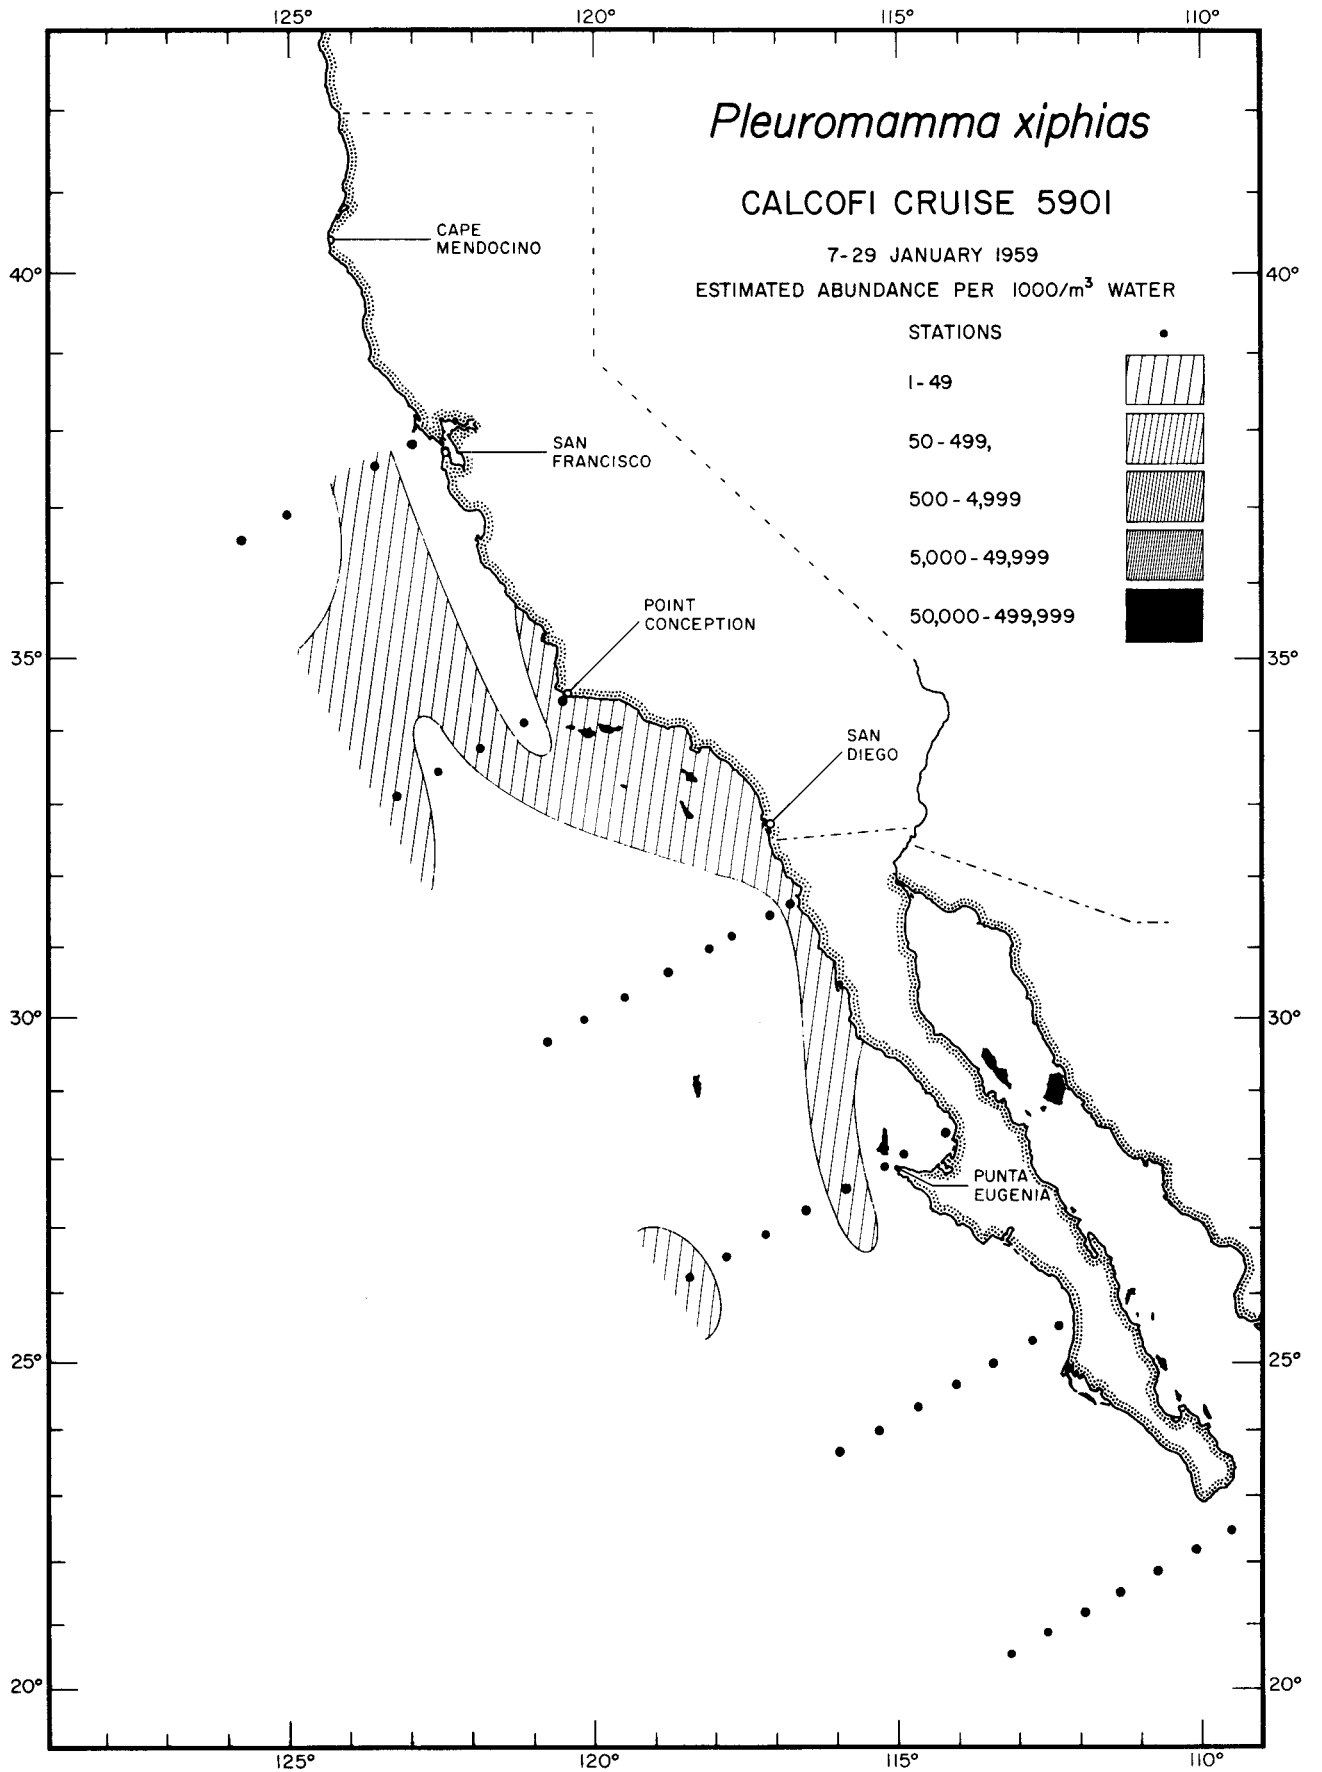 125° 120° 115° 110°
Pleuromamma xiphias
CALCOFI CRUISE 5901
7-29 JANUARY 1959
ESTIMATED ABUNDANCE PER 1000/m³ WATER
STATIONS
1-49
50-499,
500-4,999
5,000-49,999
50,000-499,999
CAPE
MENDOCINO
40° 40°
SAN
FRANCISCO
POINT
CONCEPTION
35° 35°
SAN
DIEGO
30° 30°
PUNTA
EUGENIA
25° 25°
20° 20°
125° 120° 115° 110°